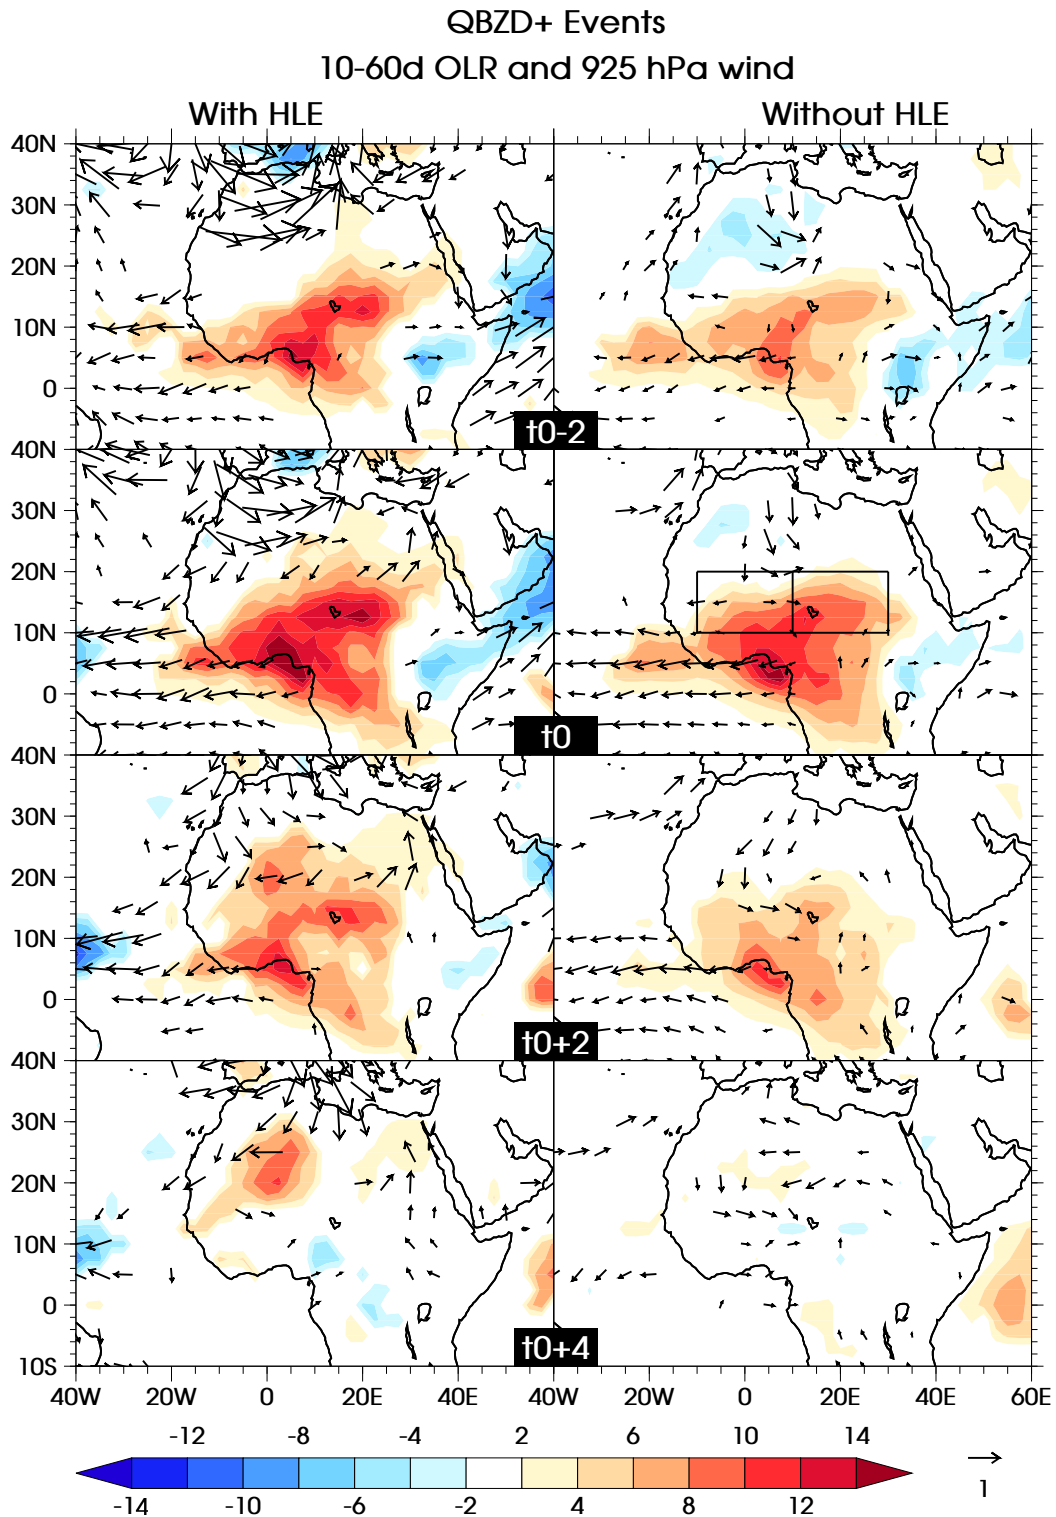 QBZD+ Events
10-60d OLR and 925 hPa wind
With HLE
Without HLE
40N
30N
20N
10N
0
t0-2
40N
30N
20N
10N
0
t0
40N
30N
20N
10N
0
t0+2
40N
30N
20N
10N
0
10S
t0+4
40W 20W 0 20E 40E 40W 20W 0 20E 40E 60E
-12 -8 -4 2 6 10 14
-14 -10 -6 -2 4 8 12
1